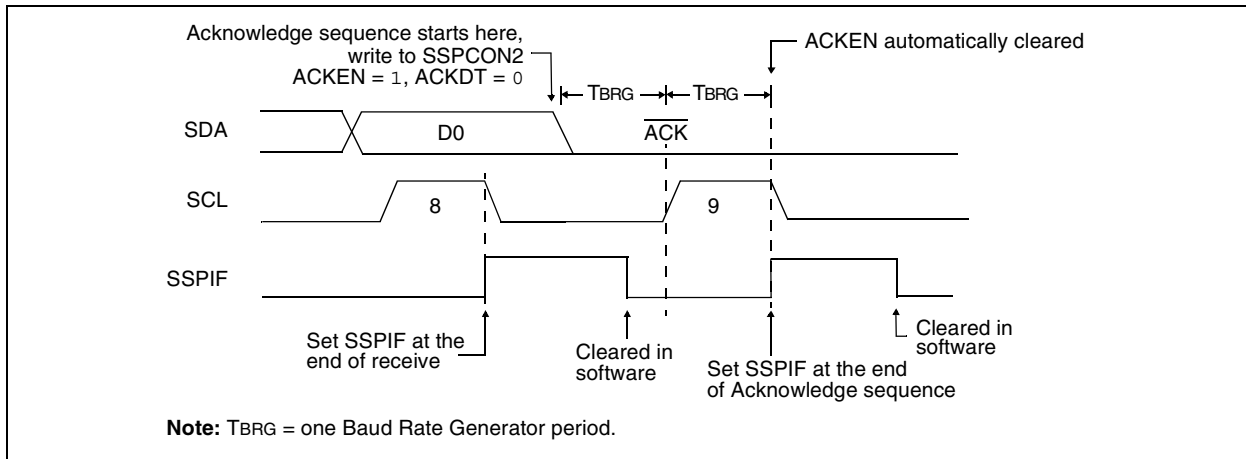 Acknowledge sequence starts here,
write to SSPCON2
ACKEN = 1, ACKDT = 0
ACKEN automatically cleared
TBRG
TBRG
SDA
D0
ACK
SCL
8
9
SSPIF
Set SSPIF at the
end of receive
Cleared in
software
Set SSPIF at the end
of Acknowledge sequence
Cleared in
software
Note: TBRG = one Baud Rate Generator period.